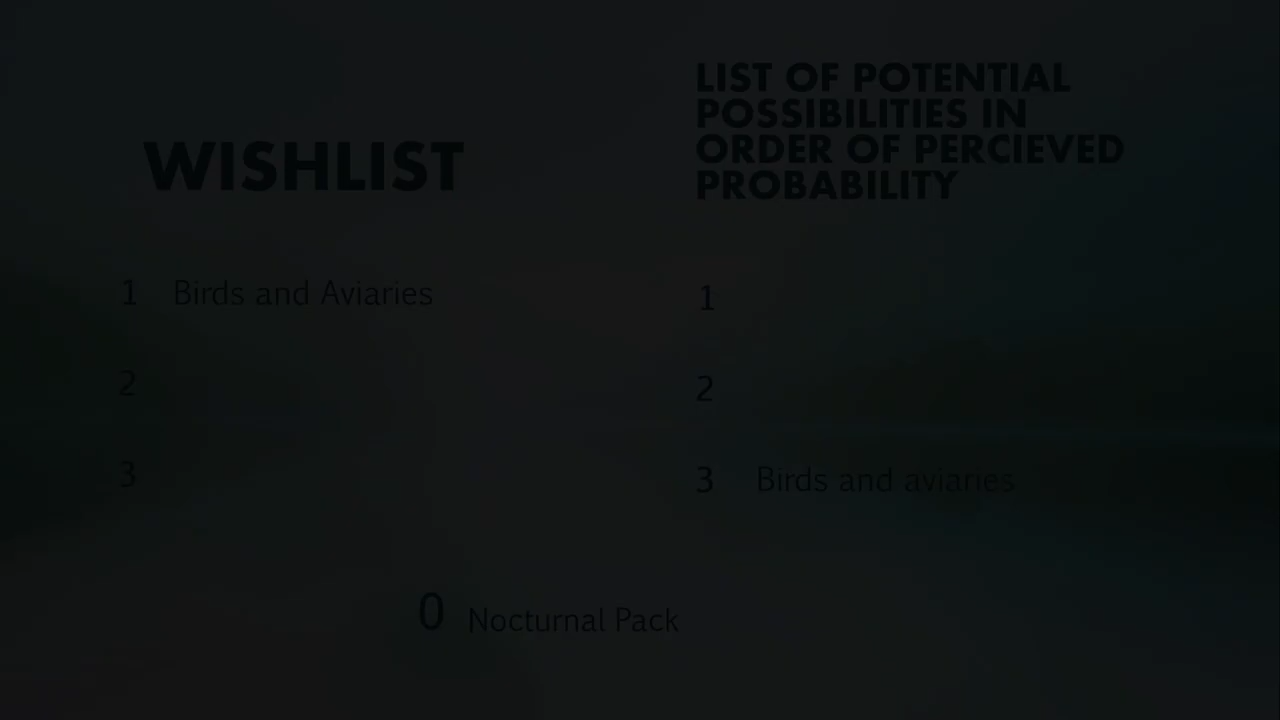 WISHLIST
1 Birds and Aviaries
2
3
LIST OF POTENTIAL
POSSIBILITIES IN
ORDER OF PERCIEVED
PROBABILITY
1
2
3 Birds and aviaries
0 Nocturnal Pack